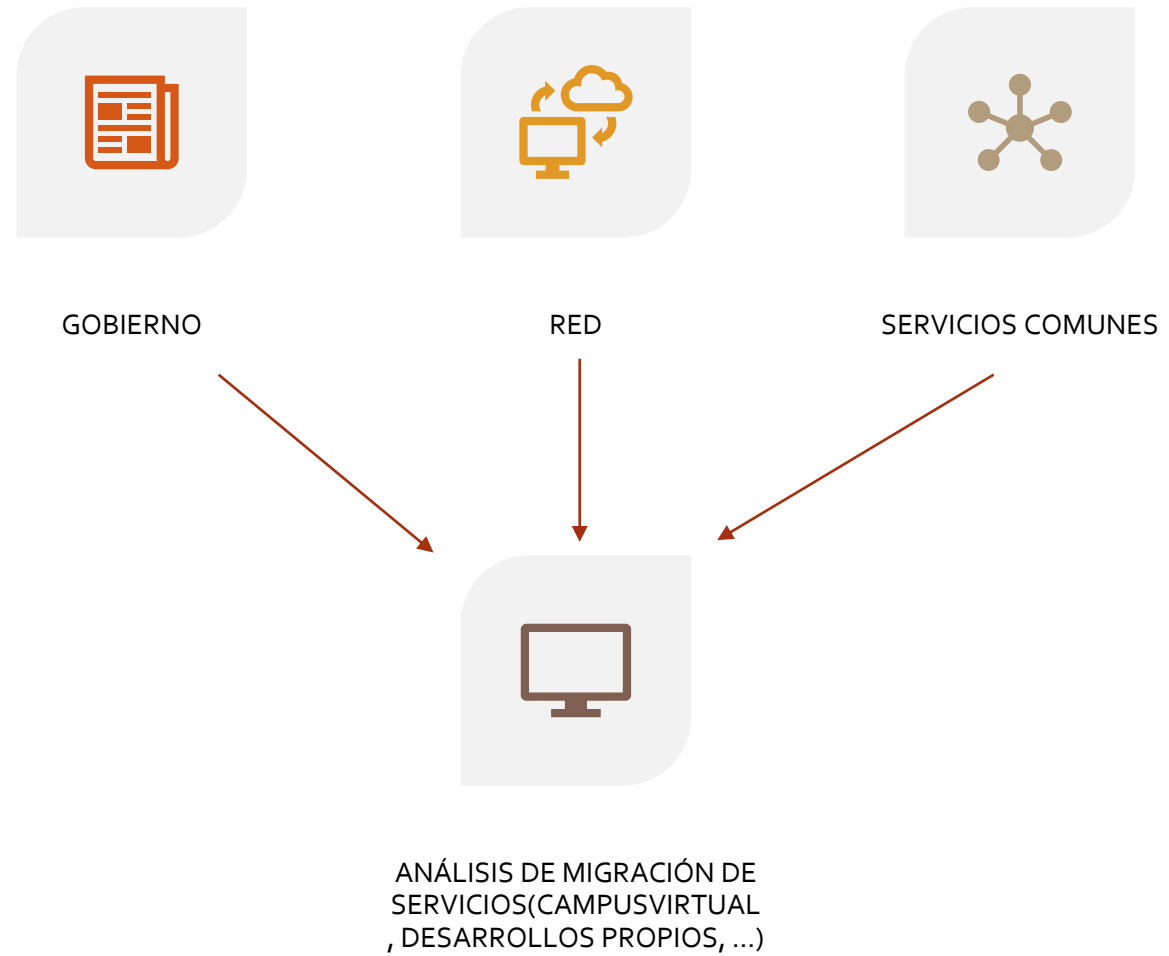 GOBIERNO
RED
SERVICIOS COMUNES
ANÁLISIS DE MIGRACIÓN DE
SERVICIOS(CAMPUSVIRTUAL
, DESARROLLOS PROPIOS, ...)